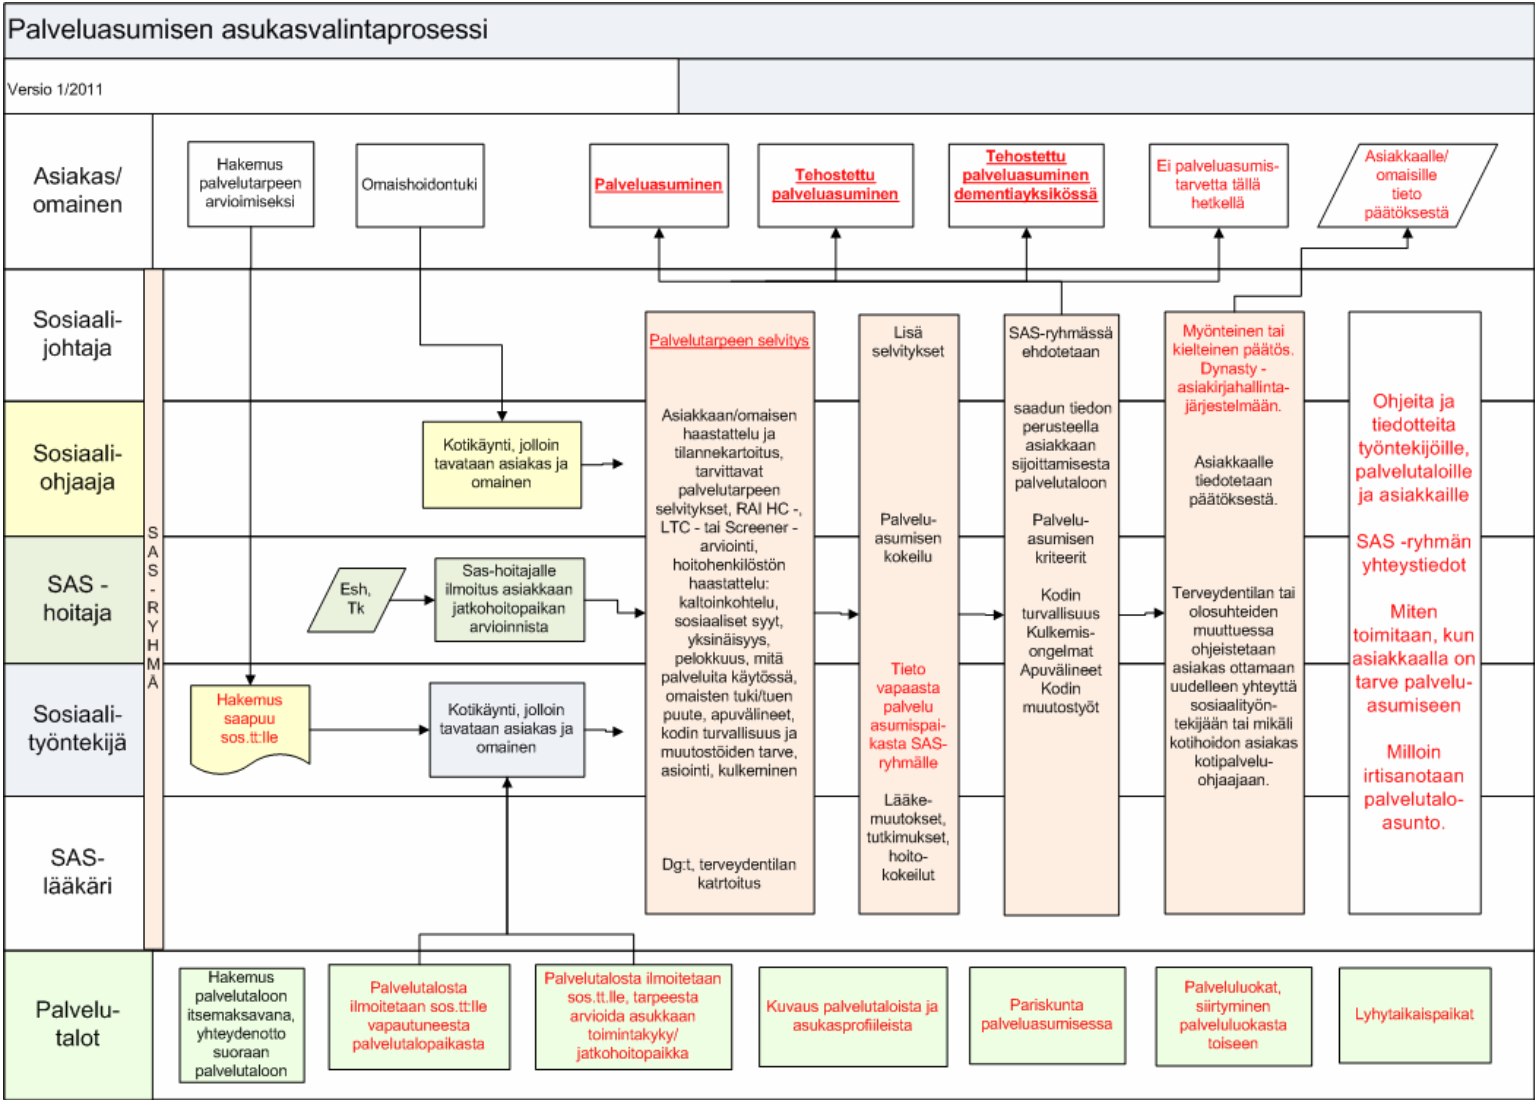 Palveluasumisen asukasvalintaprosessi
Versio 1/2011
Asiakas/
omainen
Hakemus
palvelutarpeen
arvioimiseksi
Omaishoidontuki
Palveluasuminen
Tehostettu
palveluasuminen
Tehostettu
palveluasuminen
dementiayksikössä
Ei palveluasumis-
tarvetta tällä
hetkellä
Asiakkaalle/
omaisille
tieto
päätöksestä
Sosiaali-
johtaja
Sosiaali-
ohjaaja
SAS -
hoitaja
Sosiaali-
työntekijä
SAS-
lääkäri
S
A
S
-
R
Y
H
M
Ä
Kotikäynti, jolloin
tavataan asiakas ja
omainen
Esh,
Tk
Sas-hoitajalle
ilmoitus asiakkaan
jatkohoitopaikan
arvioinnista
Hakemus
saapuu
sos.tt:lle
Kotikäynti, jolloin
tavataan asiakas ja
omainen
Palvelutarpeen selvitys
Asiakkaan/omaisen
haastattelu ja
tilannekartoitus,
tarvittavat
palvelutarpeen
selvitykset, RAI HC -,
LTC - tai Screener -
arviointi,
hoitohenkilöstön
haastattelu:
kaltoinkohtelu,
sosiaaliset syyt,
yksinäisyys,
pelokkuus, mitä
palveluita käytössä,
omaisten tuki/tuen
puute, apuvälineet,
kodin turvallisuus ja
muutostöiden tarve,
asiointi, kulkeminen
Dg:t, terveydentilan
katrtoitus
Lisä
selvitykset
Palvelu-
asumisen
kokeilu
Tieto
vapaasta
palvelu
asumispai-
kasta SAS-
ryhmälle
Lääke-
muutokset,
tutkimukset,
hoito-
kokeilut
SAS-ryhmässä
ehdotetaan
saadun tiedon
perusteella
asiakkaan
sijoittamisesta
palvelutaloon
Palvelu-
asumisen
kriteerit
Kodin
turvallisuus
Kulkemis-
ongelmat
Apuvälineet
Kodin
muutostyöt
Myönteinen tai
kielteinen päätös.
Dynasty -
asiakirjahallinta-
järjestelmään.
Asiakkaalle
tiedotetaan
päätöksestä.
Terveydentilan tai
olosuhteiden
muuttuessa
ohjeistetaan
asiakas ottamaan
uudelleen yhteyttä
sosiaalityön-
tekijään tai mikäli
kotihoidon asiakas
kotipalvelu-
ohjaajaan.
Ohjeita ja
tiedotteita
työntekijöille,
palvelutaloille
ja asiakkaille
SAS -ryhmän
yhteystiedot
Miten
toimitaan, kun
asiakkaalla on
tarve palvelu-
asumiseen
Milloin
irtisanotaan
palvelutalo-
asunto.
Palvelu-
talot
Hakemus
palvelutaloon
itsemaksavana,
yhteydenotto
suoraan
palvelutaloon
Palvelutalosta
ilmoitetaan sos.tt:lle
vapautuneesta
palvelutalopaikasta
Palvelutalosta ilmoitetaan
sos.tt.lle, tarpeesta
arvioida asukkaan
toimintakyky/
jatkohoitopaikka
Kuvaus palvelutaloista ja
asukasprofiileista
Pariskunta
palveluasumisessa
Palveluluokat,
siirtyminen
palveluluokasta
toiseen
Lyhytaikaispaikat